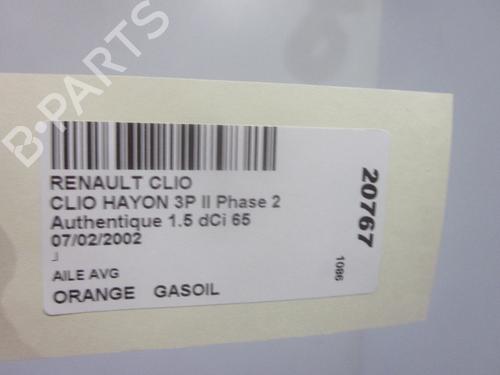 B-PARTS
RENAULT CLIO
CLIO HAYON 3P II Phase 2
Authentique 1.5 dCi 65
07/02/2002
J
AILE AVG
ORANGE GASOIL
20767
1086